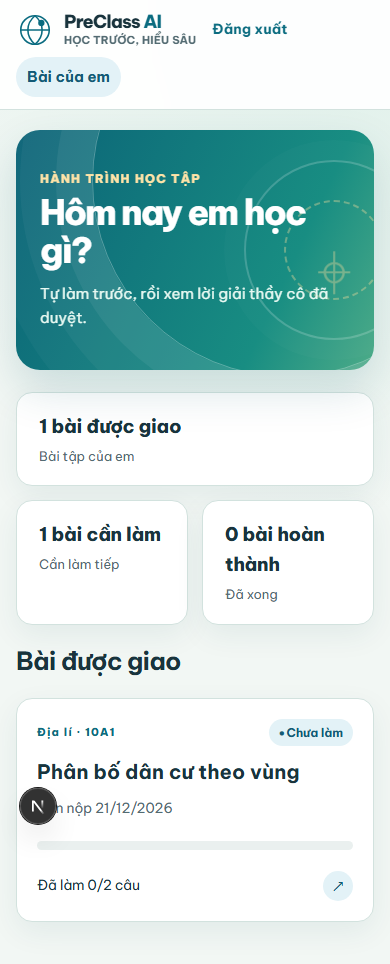 PreClass AI
HỌC TRƯỚC, HIỂU SÂU
Đăng xuất
Bài của em
HÀNH TRÌNH HỌC TẬP
Hôm nay em học
gì?
Tự làm trước, rồi xem lời giải thầy cô đã
duyệt.
1 bài được giao
Bài tập của em
1 bài cần làm
Cần làm tiếp
0 bài hoàn
thành
Đã xong
Bài được giao
Địa lí · 10A1
• Chưa làm
Phân bố dân cư theo vùng
N
nộp 21/12/2026
Đã làm 0/2 câu